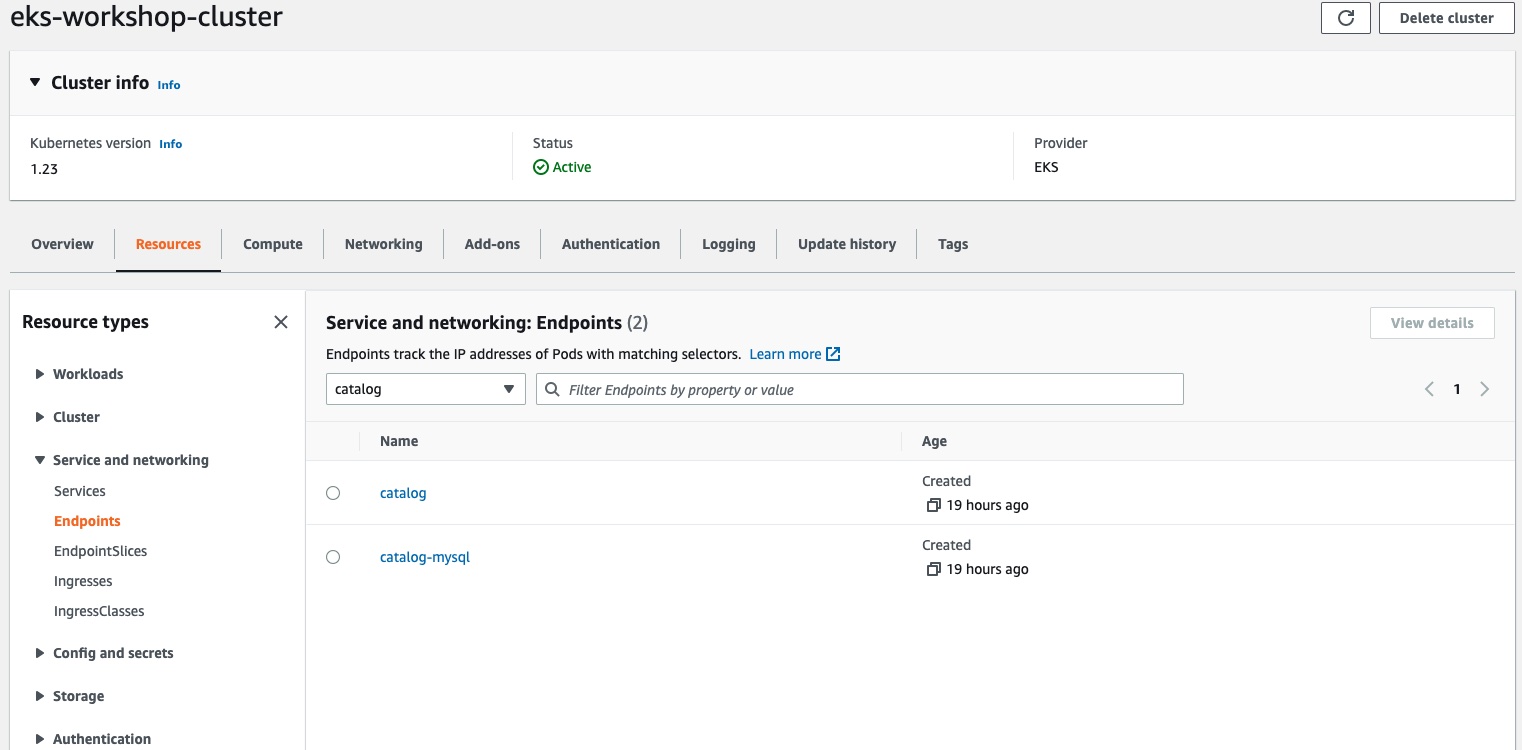 eks-workshop-cluster
Delete cluster
Cluster info Info
Kubernetes version Info
1.23
Status
Active
Provider
EKS
Overview Resources Compute Networking Add-ons Authentication Logging Update history Tags
Resource types
Workloads
Cluster
Service and networking
Services
Endpoints
EndpointSlices
Ingresses
IngressClasses
Config and secrets
Storage
Authentication
Service and networking: Endpoints (2)
View details
Endpoints track the IP addresses of Pods with matching selectors. Learn more
catalog
Filter Endpoints by property or value
1
Name Age
catalog
Created
19 hours ago
catalog-mysql
Created
19 hours ago